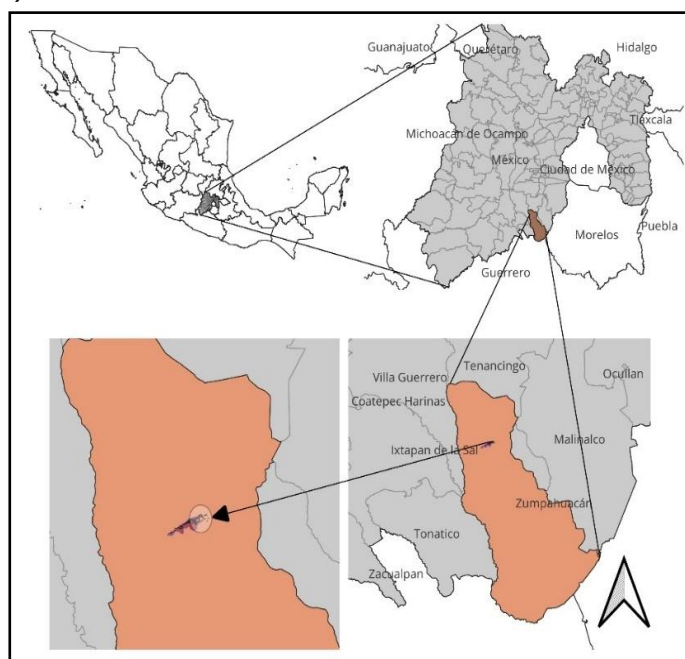 Guanajuato
Querétaro
Hidalgo
Michoacán de Ocampo
Tlaxcala
México
Ciudad de México
Morelos
Puebla
Guerrero
Villa Guerrero
Tenancingo
Ocuilan
Coatepec Harinas
Malinalco
Ixtapan de la Sal
Zumpahuacán
Tonatico
Zacualpan